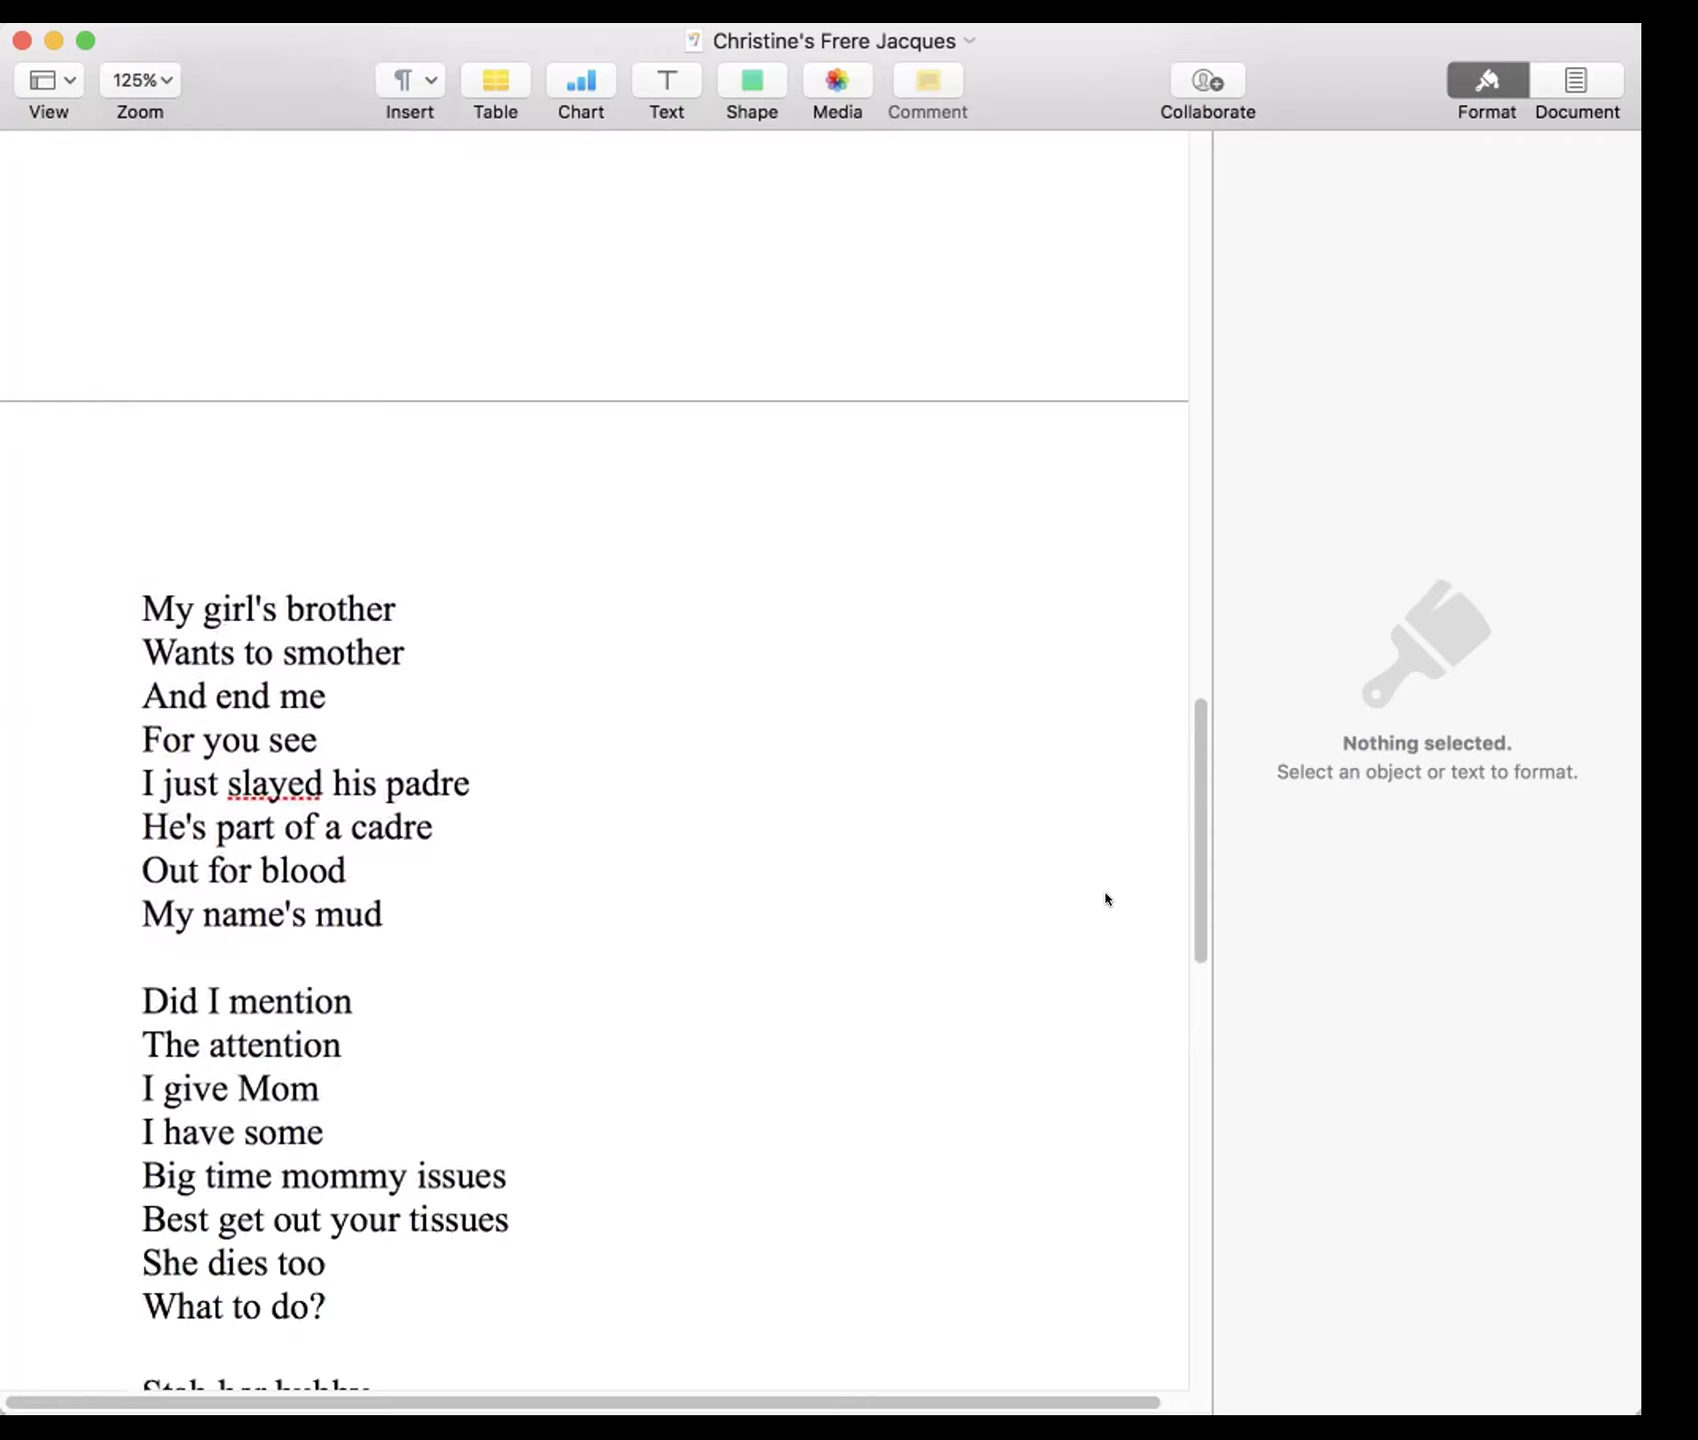 Christine's Frere Jacques
125%
View
Zoom
Insert
Table
Chart
Text
Shape
Media
Comment
Collaborate
Format
Document
My girl's brother
Wants to smother
And end me
For you see
I just slayed his padre
He's part of a cadre
Out for blood
My name's mud
Did I mention
The attention
I give Mom
I have some
Big time mommy issues
Best get out your tissues
She dies too
What to do?
Stab her hubby
Nothing selected.
Select an object or text to format.